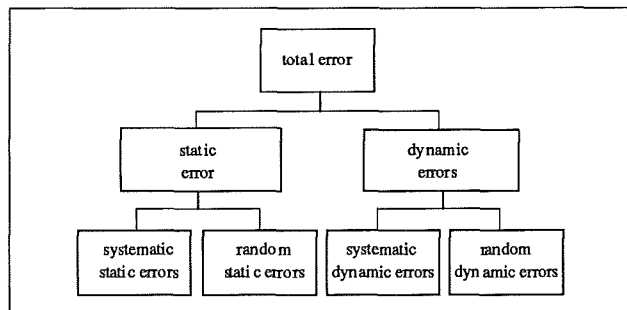 total error
static
error
dynamic
errors
systematic
static errors
random
static errors
systematic
dynamic errors
random
dynamic errors